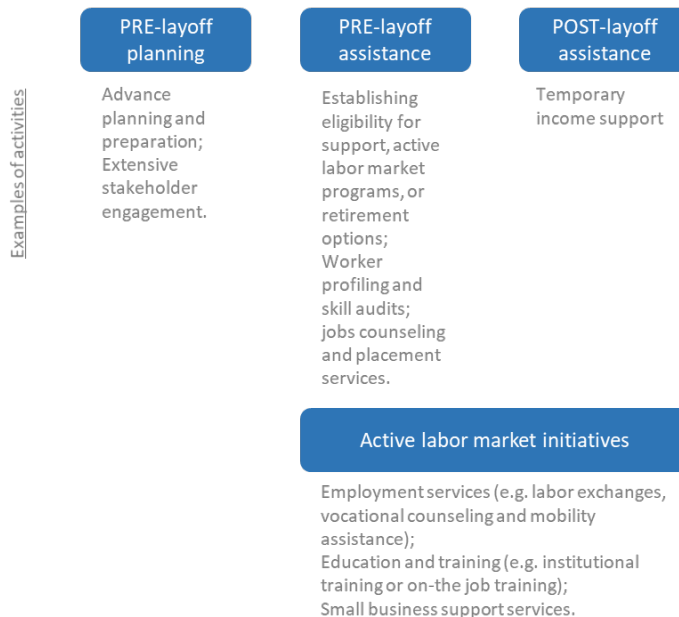 PRE-layoff
planning
PRE-layoff
assistance
POST-layoff
assistance
Examples of activities
Advance
planning and
preparation;
Extensive
stakeholder
engagement.
Establishing
eligibility for
support, active
labor market
programs, or
retirement
options;
Worker
profiling and
skill audits;
jobs counseling
and placement
services.
Temporary
income support
Active labor market initiatives
Employment services (e.g. labor exchanges,
vocational counseling and mobility
assistance);
Education and training (e.g. institutional
training or on-the job training);
Small business support services.